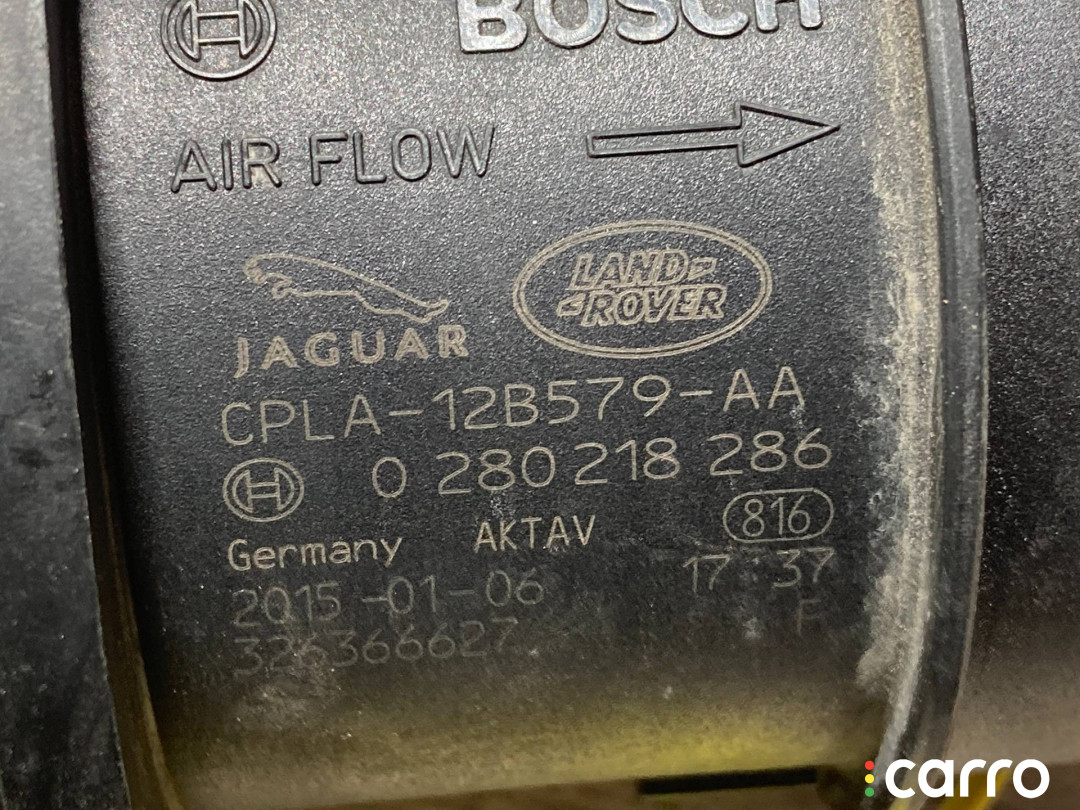 BOSCH
AIR FLOW
LAND
ROVER
JAGUAR
CPLA-12B579-AA
0 280 218 286
816
Germany AKTAV
2015-01-06 17:37
326366627 F
carro